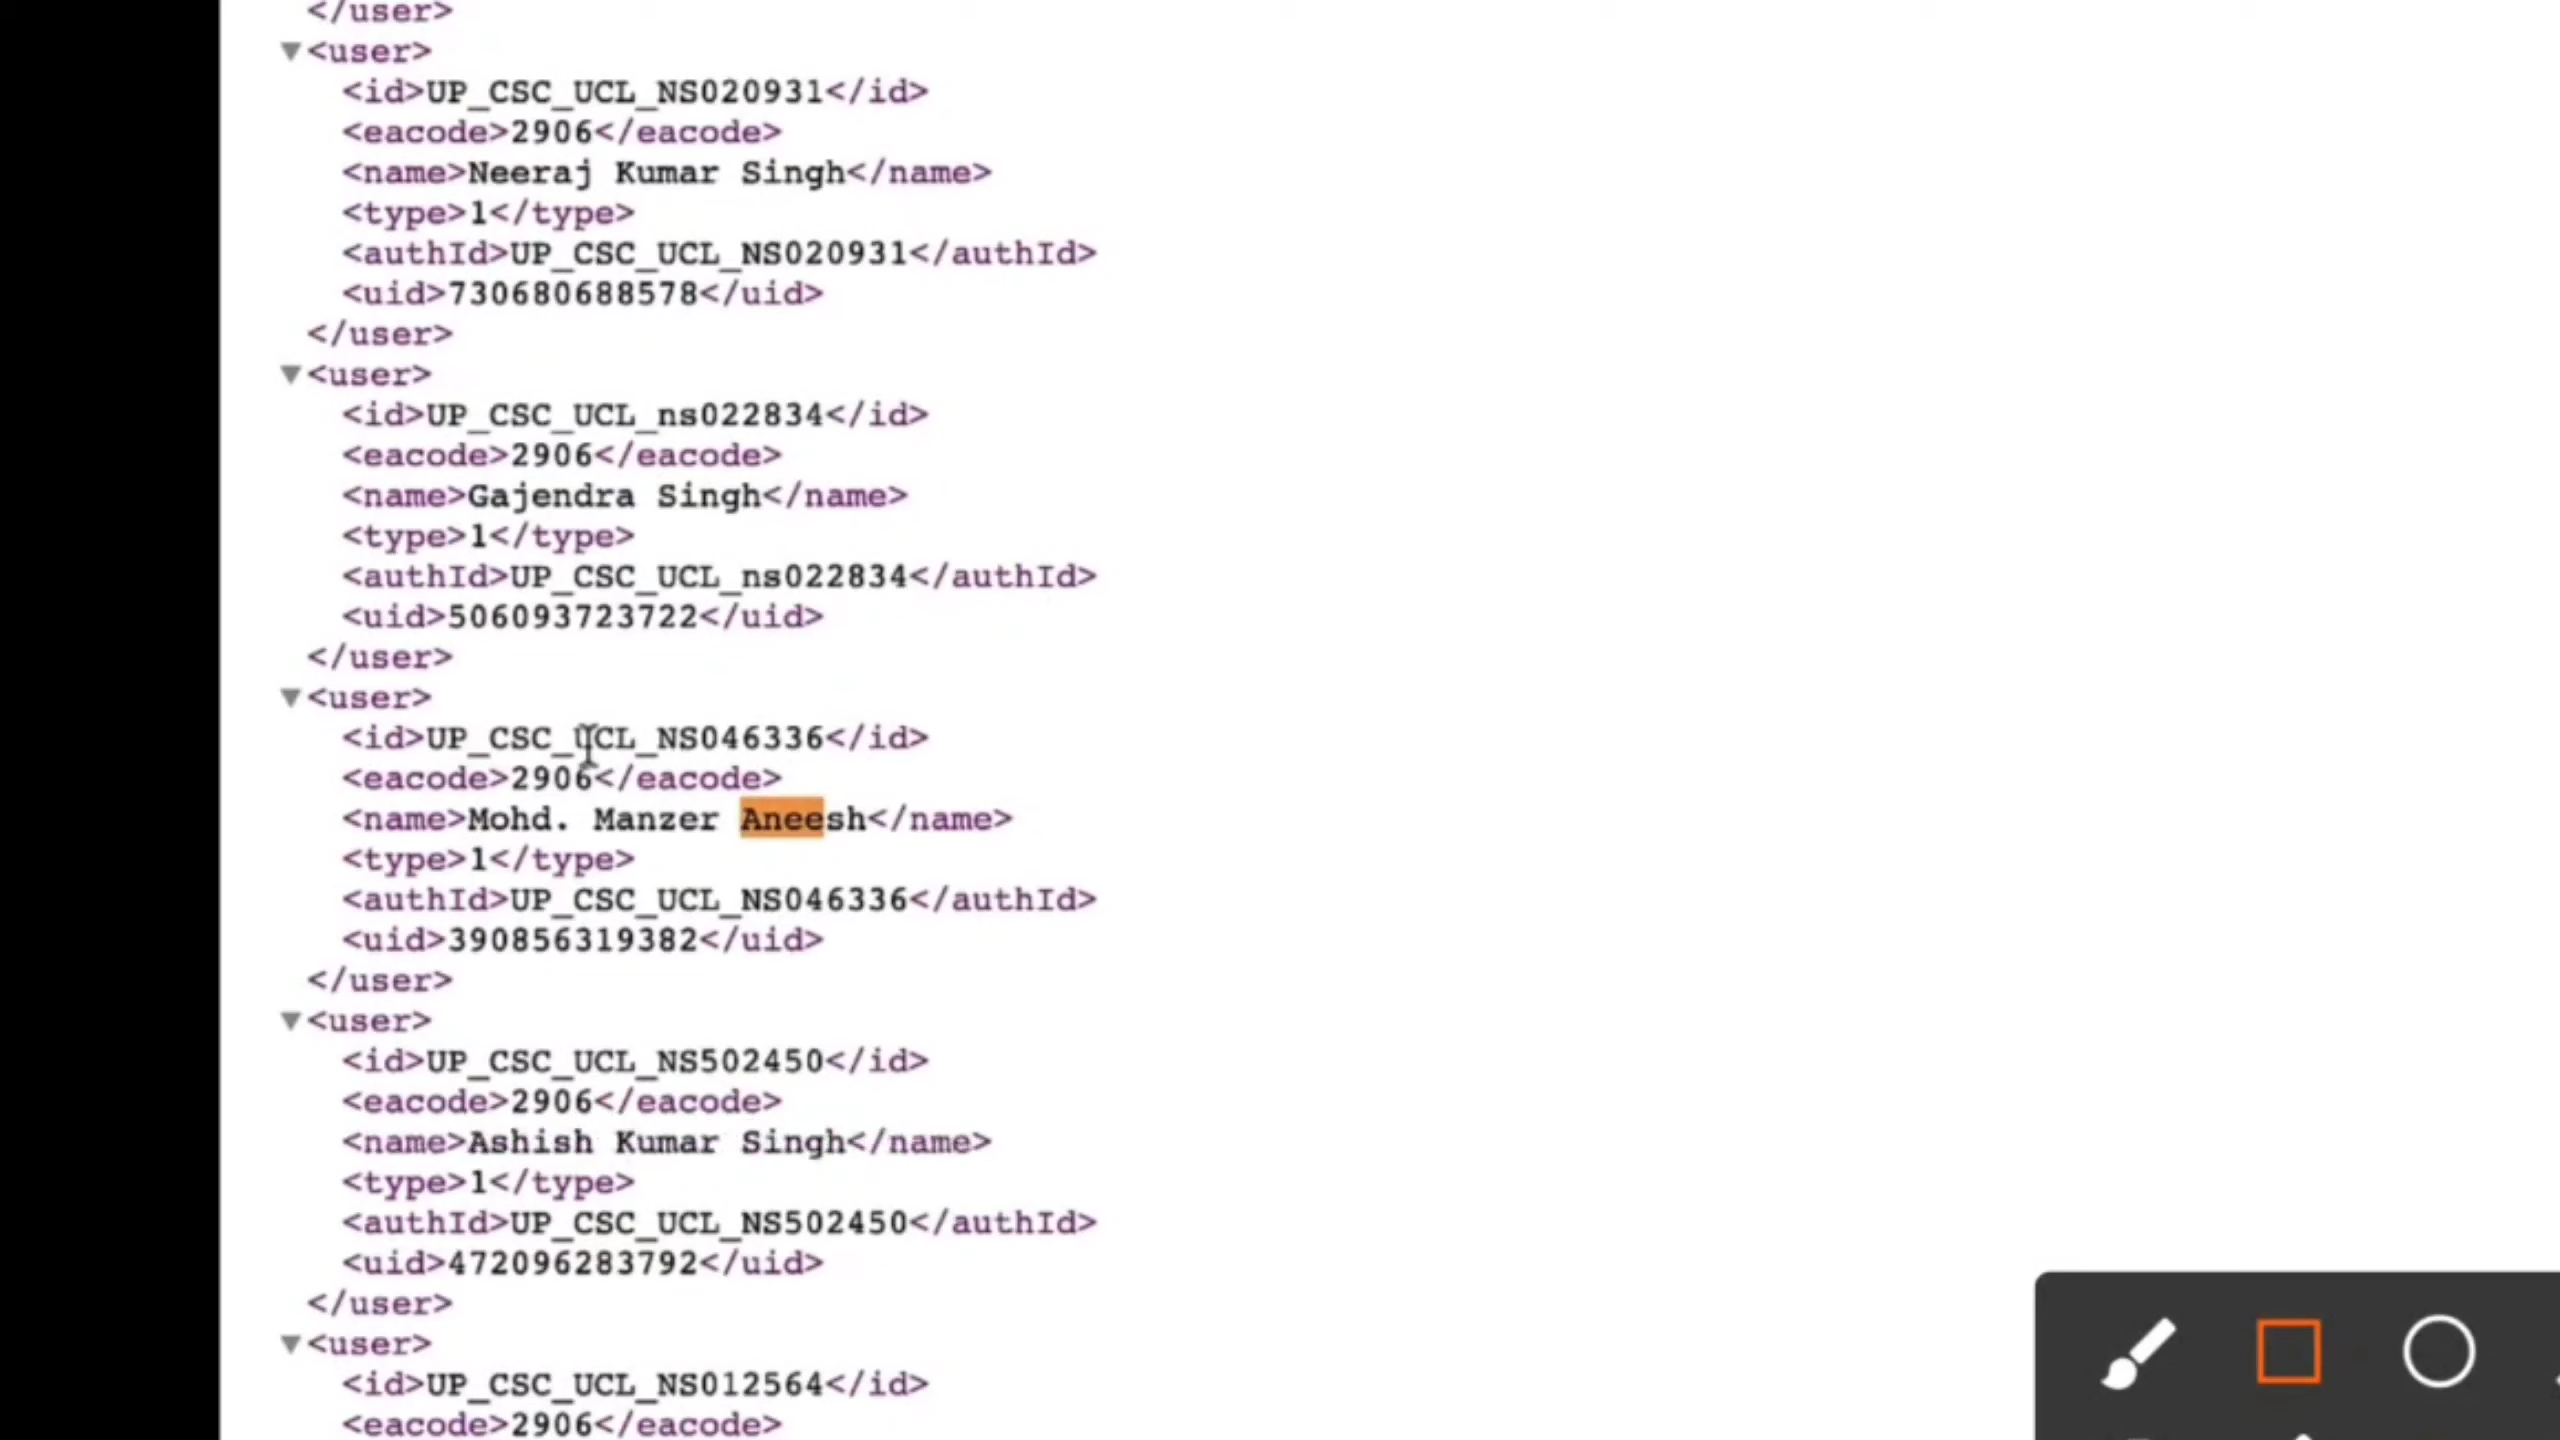 </user>
▼<user>
<id>UP_CSC_UCL_NS020931</id>
<eacode>2906</eacode>
<name>Neeraj Kumar Singh</name>
<type>1</type>
<authId>UP_CSC_UCL_NS020931</authId>
<uid>730680688578</uid>
</user>
▼<user>
<id>UP_CSC_UCL_ns022834</id>
<eacode>2906</eacode>
<name>Gajendra Singh</name>
<type>1</type>
<authId>UP_CSC_UCL_ns022834</authId>
<uid>506093723722</uid>
</user>
▼<user>
<id>UP_CSC_UCL_NS046336</id>
<eacode>2906</eacode>
<name>Mohd. Manzer Aneesh</name>
<type>1</type>
<authId>UP_CSC_UCL_NS046336</authId>
<uid>390856319382</uid>
</user>
▼<user>
<id>UP_CSC_UCL_NS502450</id>
<eacode>2906</eacode>
<name>Ashish Kumar Singh</name>
<type>1</type>
<authId>UP_CSC_UCL_NS502450</authId>
<uid>472096283792</uid>
</user>
▼<user>
<id>UP_CSC_UCL_NS012564</id>
<eacode>2906</eacode>